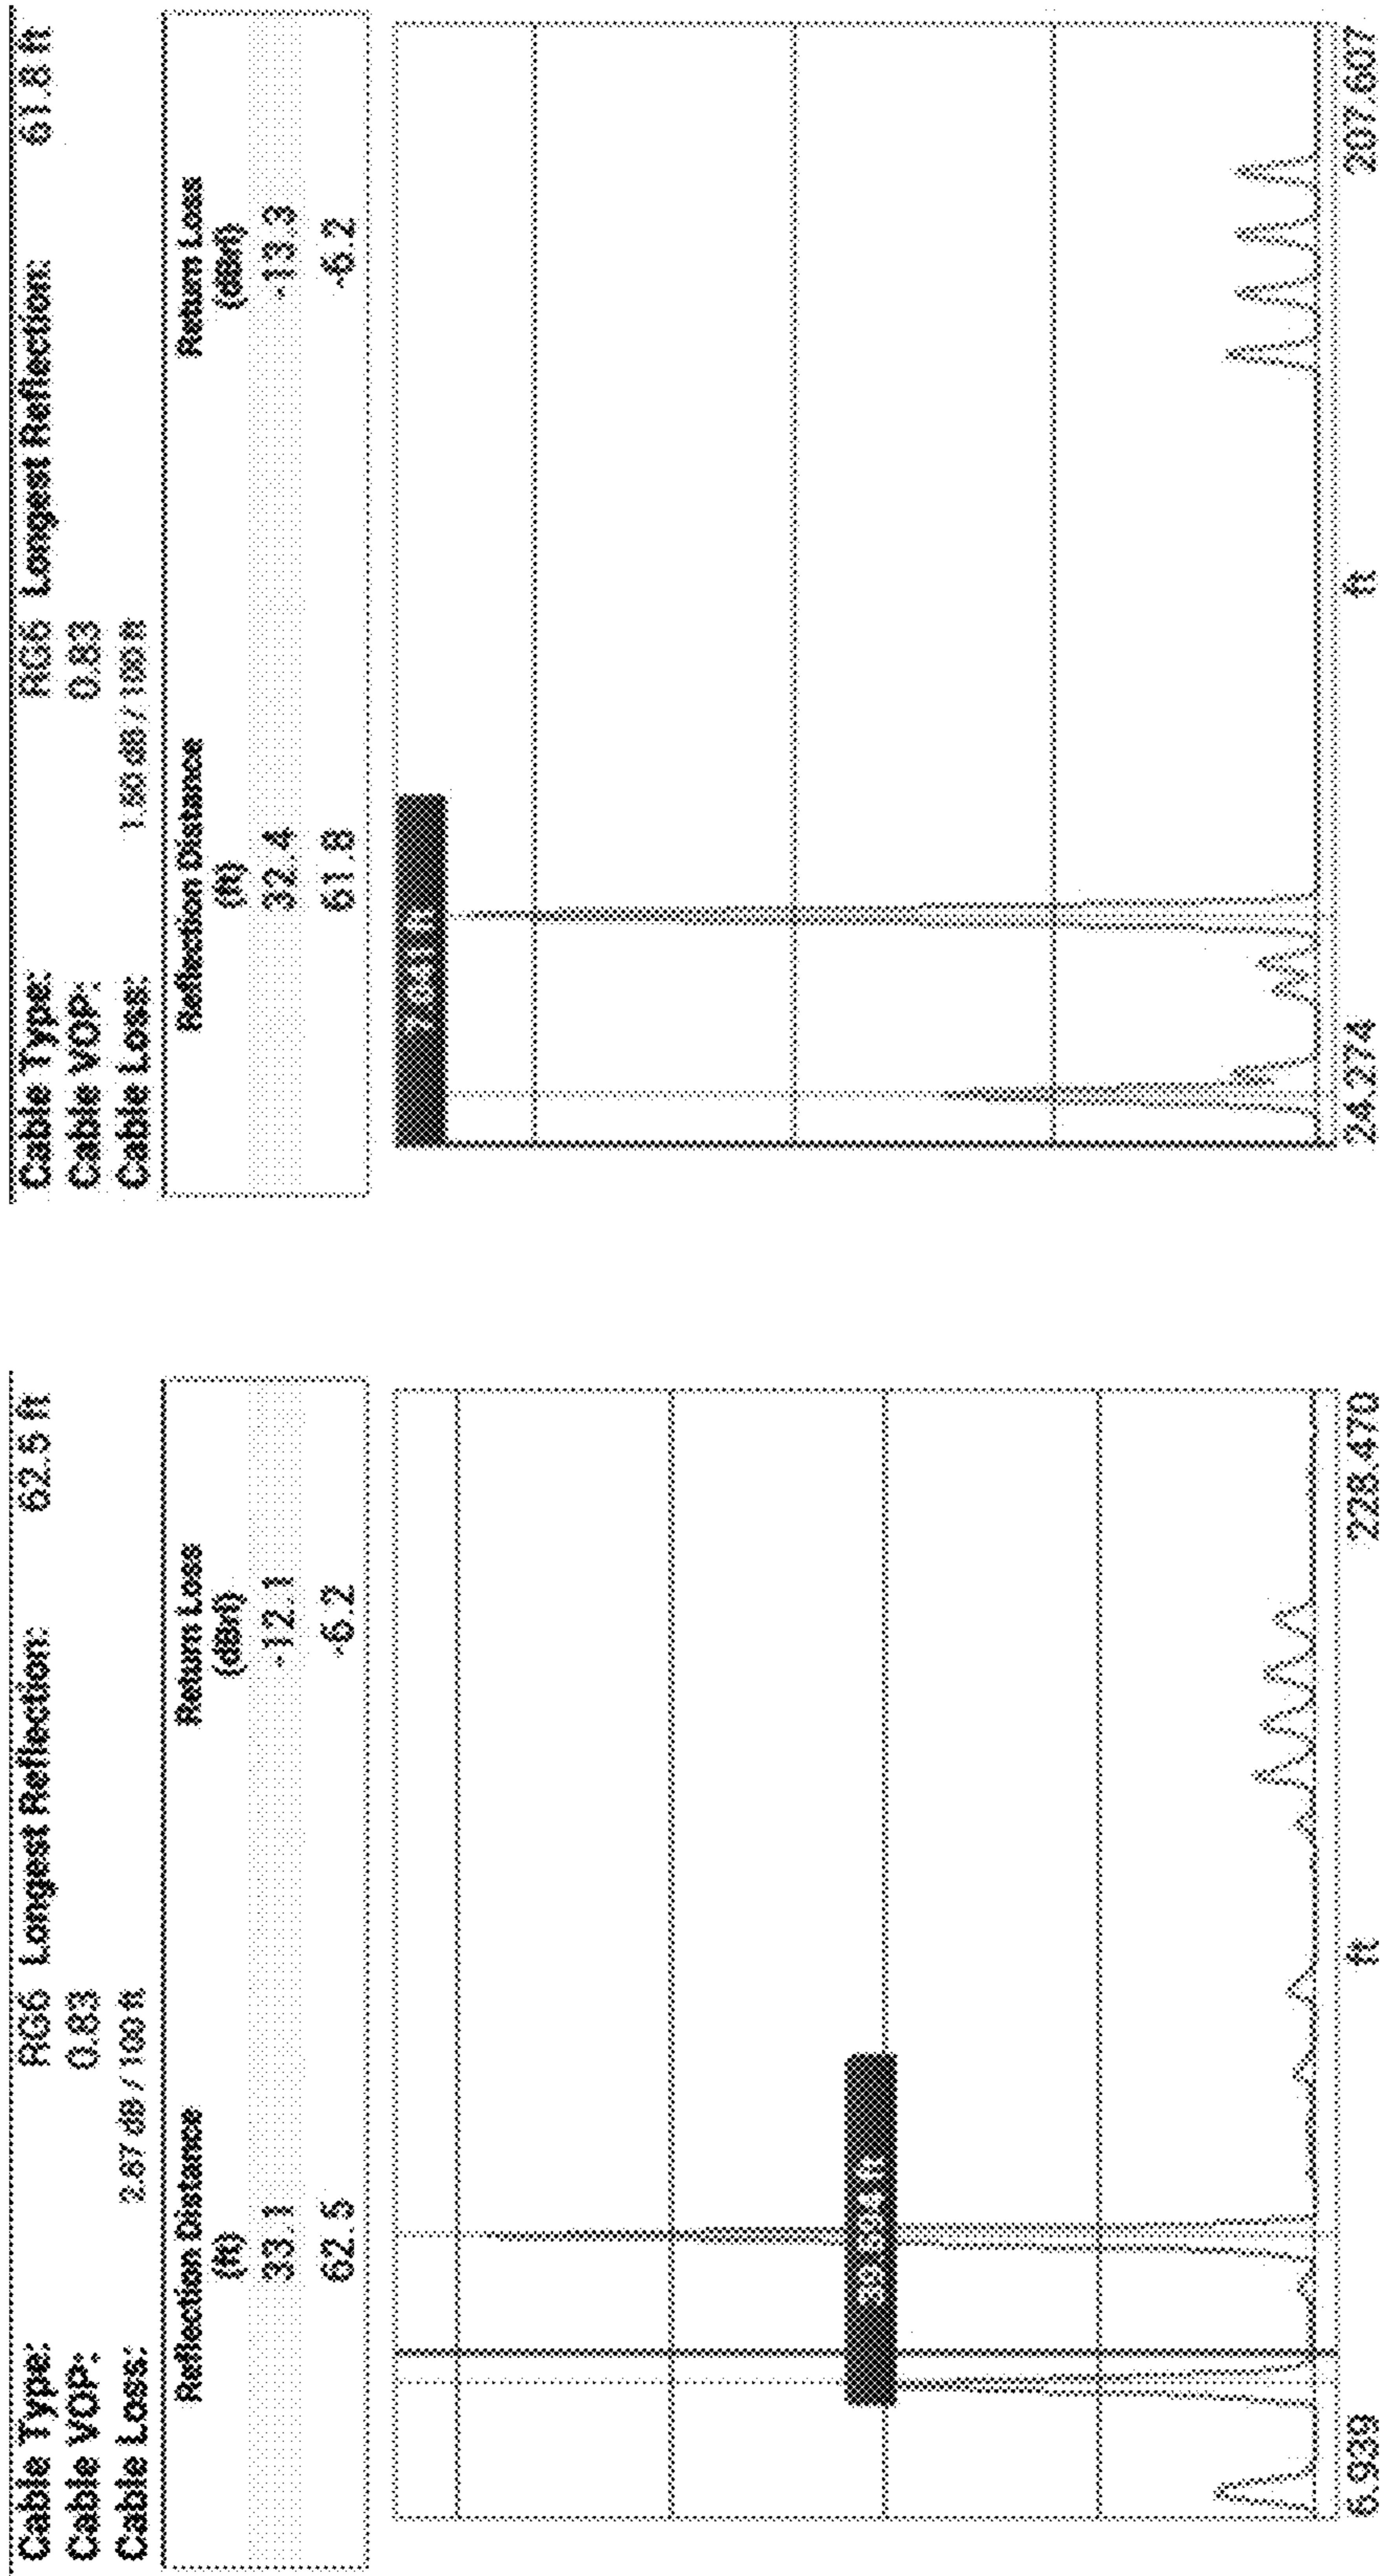 Cable Type: RG6 Longest Reflection: 62.5 ft
Cable VOP: 0.83
Cable Loss: 2.67 dB / 100 ft
Reflection Distance Return Loss
(ft) (dBrl)
33.1 -12.1
62.5 -6.2
6.939 ft 228.470
Cable Type: RG6 Longest Reflection: 61.8 ft
Cable VOP: 0.83
Cable Loss: 1.50 dB / 100 ft
Reflection Distance Return Loss
(ft) (dBrl)
32.4 -13.3
61.8 -6.2
24.274 ft 207.607